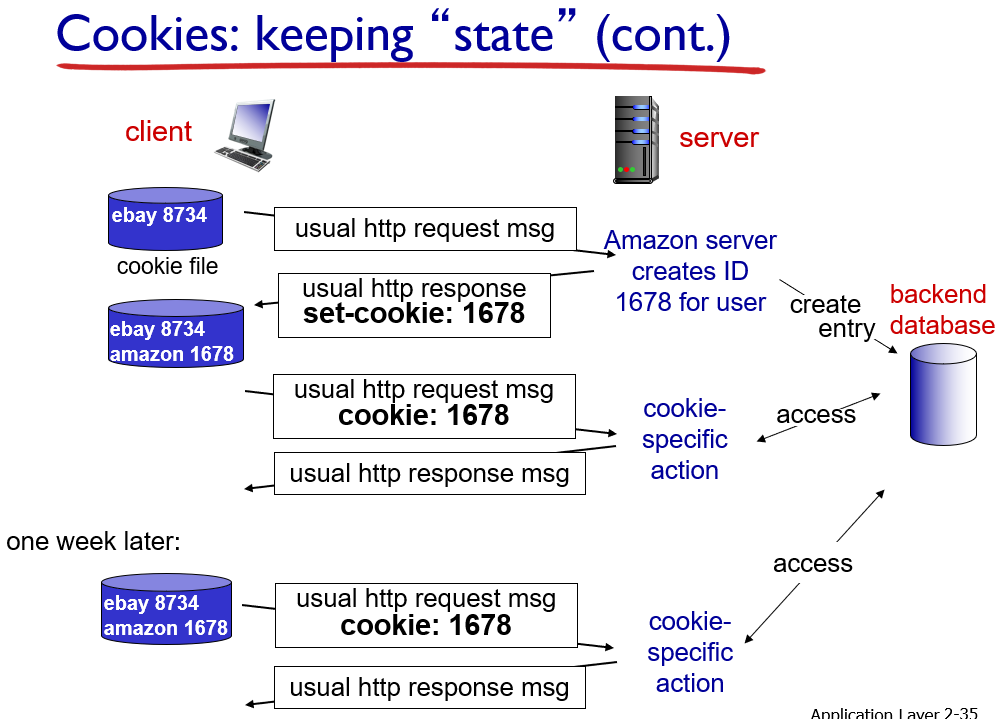 Cookies: keeping “state” (cont.)
client
server
ebay 8734
usual http request msg
cookie file
Amazon server
creates ID
1678 for user
usual http response
set-cookie: 1678
create
entry
backend
database
ebay 8734
amazon 1678
usual http request msg
cookie: 1678
cookie-
specific
action
access
usual http response msg
one week later:
access
ebay 8734
amazon 1678
usual http request msg
cookie: 1678
cookie-
specific
action
usual http response msg
Application Layer 2-35